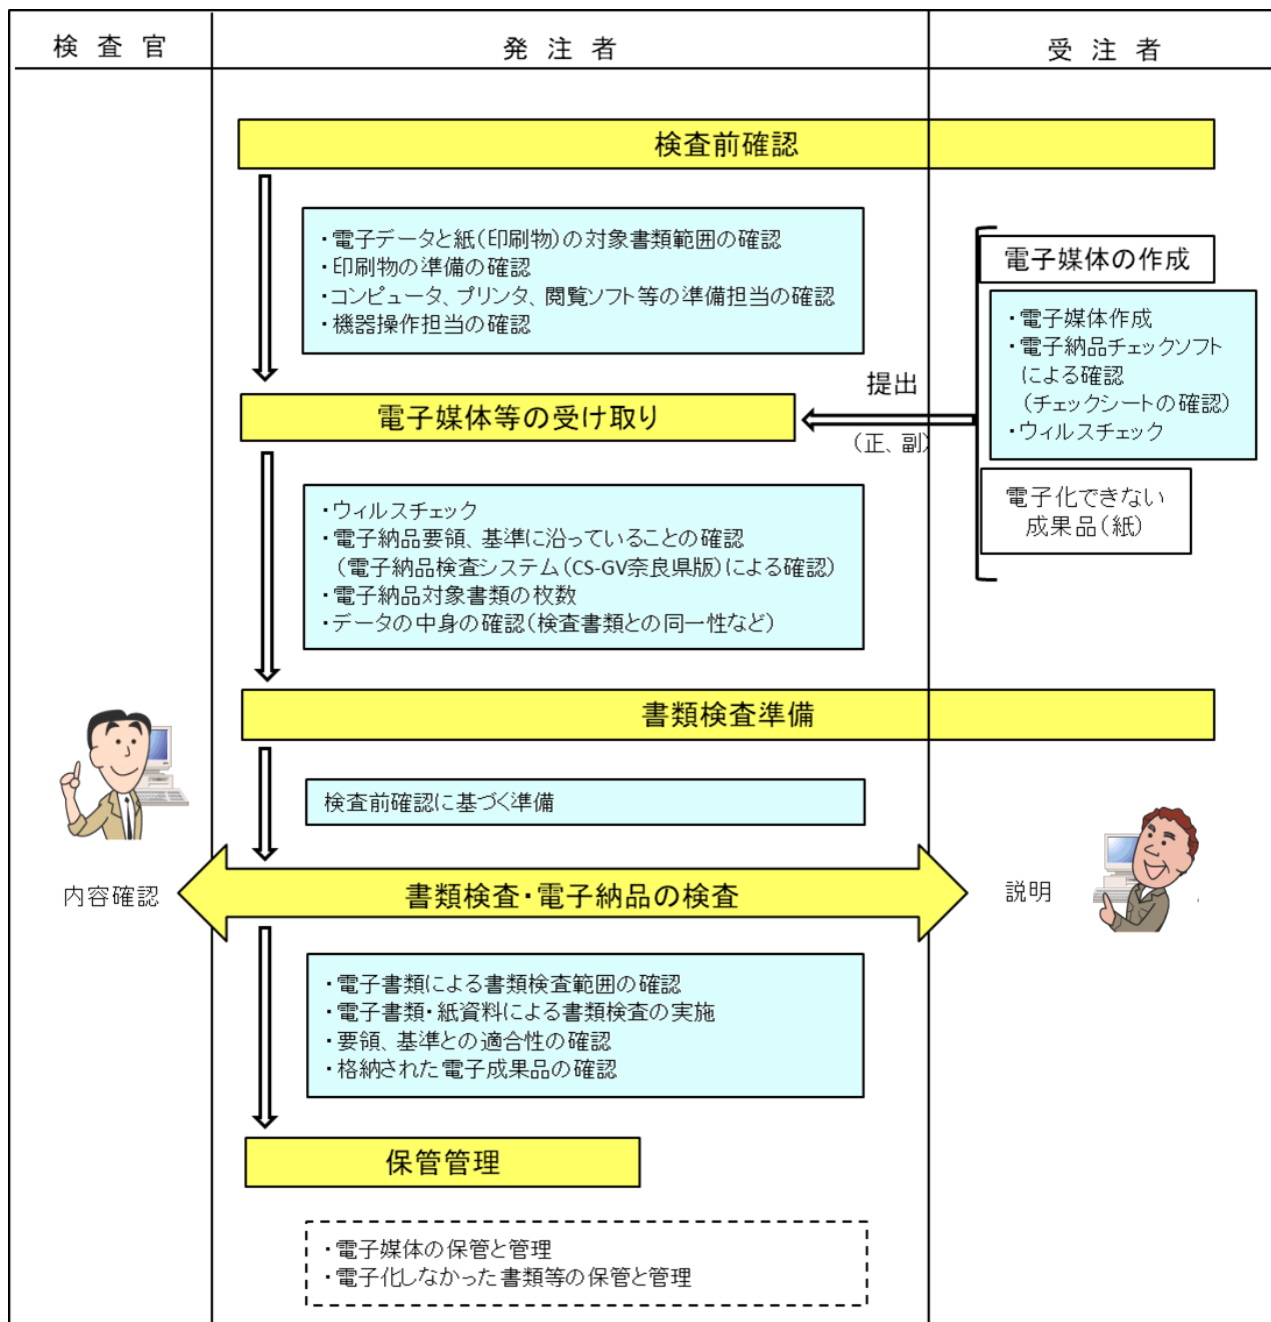 検 査 官
発 注 者
受 注 者
検査前確認
・電子データと紙(印刷物)の対象書類範囲の確認
・印刷物の準備の確認
・コンピュータ、プリンタ、閲覧ソフト等の準備担当の確認
・機器操作担当の確認
電子媒体の作成
・電子媒体作成
・電子納品チェックソフト
による確認
(チェックシートの確認)
・ウィルスチェック
提出
(正、副)
電子媒体等の受け取り
電子化できない
成果品(紙)
・ウィルスチェック
・電子納品要領、基準に沿っていることの確認
(電子納品検査システム(CS-GV奈良県版)による確認)
・電子納品対象書類の枚数
・データの中身の確認(検査書類との同一性など)
書類検査準備
検査前確認に基づく準備
内容確認
書類検査・電子納品の検査
説明
・電子書類による書類検査範囲の確認
・電子書類・紙資料による書類検査の実施
・要領、基準との適合性の確認
・格納された電子成果品の確認
保管管理
・電子媒体の保管と管理
・電子化しなかった書類等の保管と管理